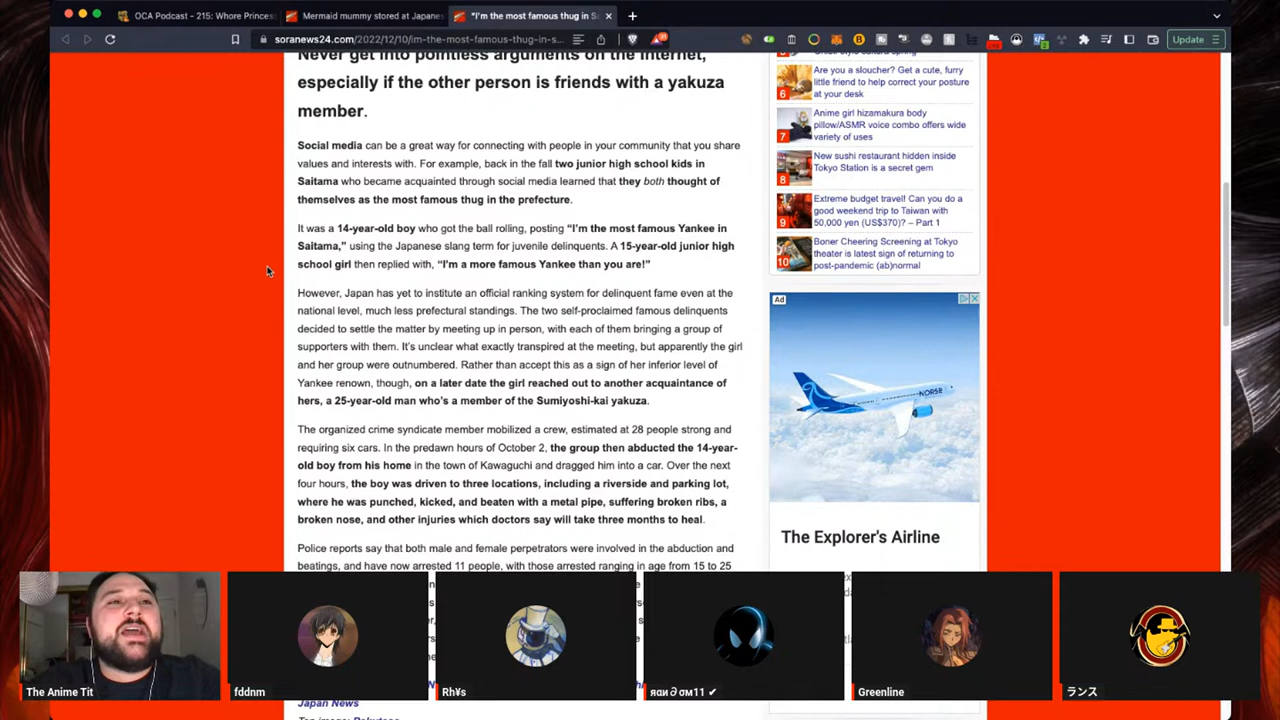 OCA Podcast - 215: Whore Princess
Mermaid mummy stored at Japanes
"I'm the most famous thug in Sa
soranews24.com/2022/12/10/im-the-most-famous-thug-in-s...
Update
Never get into pointless arguments on the internet,
especially if the other person is friends with a yakuza
member.
Social media can be a great way for connecting with people in your community that you share
values and interests with. For example, back in the fall two junior high school kids in
Saitama who became acquainted through social media learned that they both thought of
themselves as the most famous thug in the prefecture.
It was a 14-year-old boy who got the ball rolling, posting “I’m the most famous Yankee in
Saitama,” using the Japanese slang term for juvenile delinquents. A 15-year-old junior high
school girl then replied with, “I’m a more famous Yankee than you are!”
However, Japan has yet to institute an official ranking system for delinquent fame even at the
national level, much less prefectural standings. The two self-proclaimed famous delinquents
decided to settle the matter by meeting up in person, with each of them bringing a group of
supporters with them. It’s unclear what exactly transpired at the meeting, but apparently the girl
and her group were outnumbered. Rather than accept this as a sign of her inferior level of
Yankee renown, though, on a later date the girl reached out to another acquaintance of
hers, a 25-year-old man who’s a member of the Sumiyoshi-kai yakuza.
The organized crime syndicate member mobilized a crew, estimated at 28 people strong and
requiring six cars. In the predawn hours of October 2, the group then abducted the 14-year-
old boy from his home in the town of Kawaguchi and dragged him into a car. Over the next
four hours, the boy was driven to three locations, including a riverside and parking lot,
where he was punched, kicked, and beaten with a metal pipe, suffering broken ribs, a
broken nose, and other injuries which doctors say will take three months to heal.
Police reports say that both male and female perpetrators were involved in the abduction and
beatings, and have now arrested 11 people, with those arrested ranging in age from 15 to 25
Japan News
6
Are you a sloucher? Get a cute, furry
little friend to help correct your posture
at your desk
7
Anime girl hizamakura body
pillow/ASMR voice combo offers wide
variety of uses
8
New sushi restaurant hidden inside
Tokyo Station is a secret gem
9
Extreme budget travel! Can you do a
good weekend trip to Taiwan with
50,000 yen (US$370)? – Part 1
10
Boner Cheering Screening at Tokyo
theater is latest sign of returning to
post-pandemic (ab)normal
Ad
NORSE
The Explorer's Airline
The Anime Tit
fddnm
Rh¥s
яαи∂σм11 ✔
Greenline
ランス